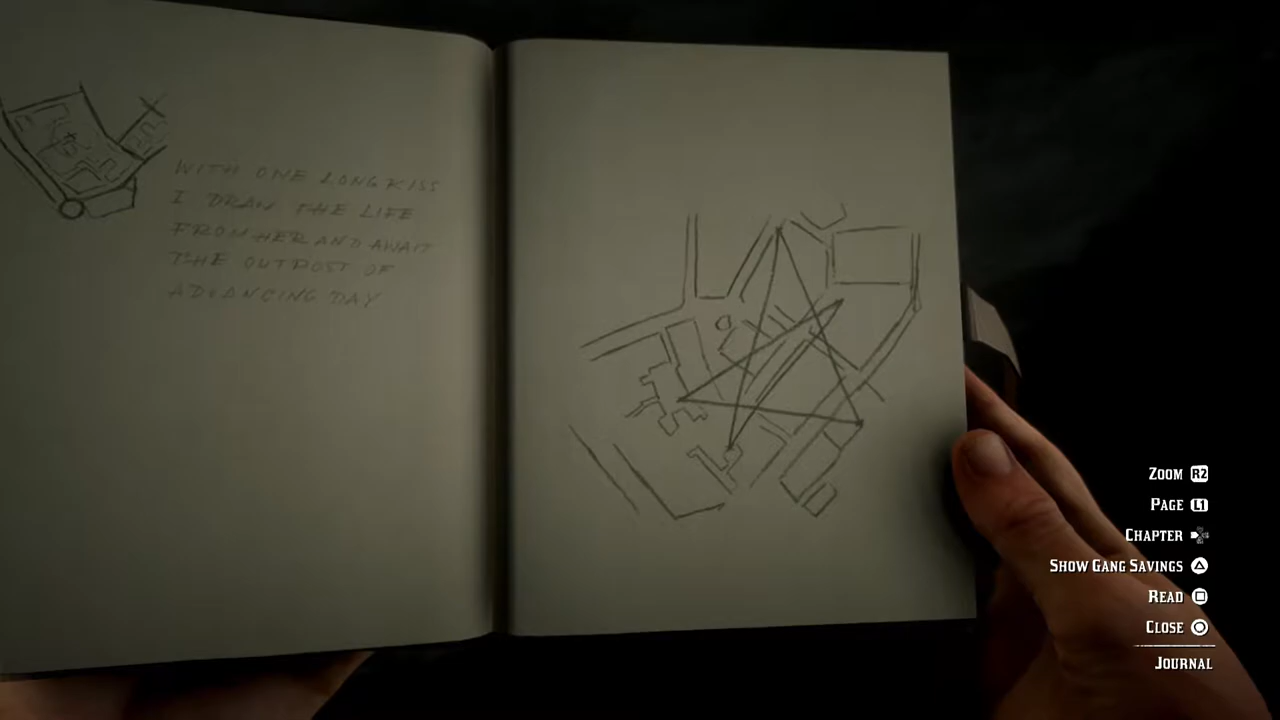 WITH ONE LONG KISS
I DRAW THE LIFE
FROM HER AND AWAIT
THE OUTPOST OF
ADVANCING DAY
ZOOM R2
PAGE L1
CHAPTER
SHOW GANG SAVINGS
READ
CLOSE
JOURNAL